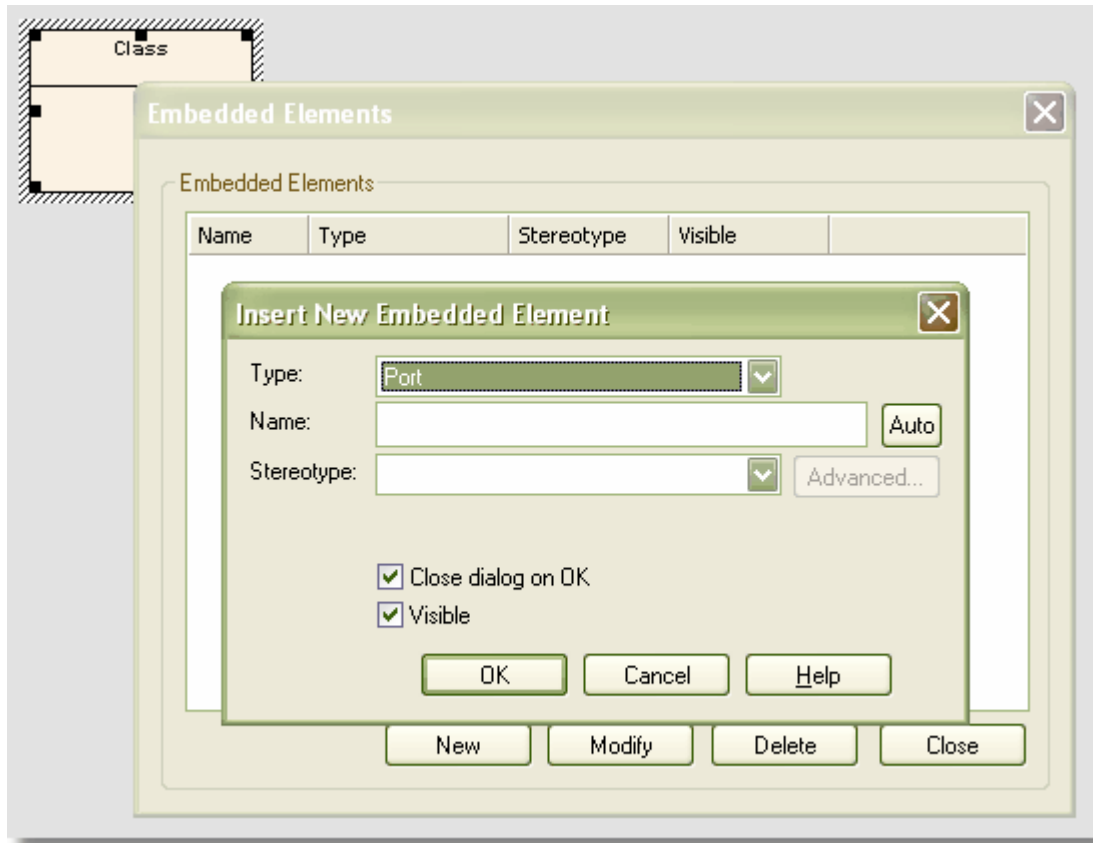 Class
Embedded Elements
Embedded Elements
Name Type Stereotype Visible
Insert New Embedded Element
Type: Port
Name: Auto
Stereotype: Advanced...
Close dialog on OK
Visible
OK Cancel Help
New Modify Delete Close